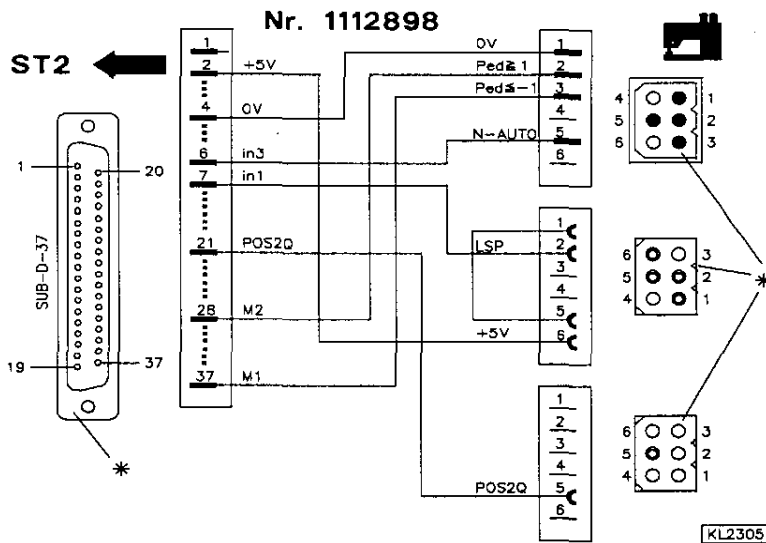 Nr. 1112898
ST2
SUB-D-37
1
20
19
37
*
1
2 +5V
4 0V
6 in3
7 in1
21 POS2Q
28 M2
37 M1
0V 1
Ped≧1 2
Ped≦-1 3
4
N-AUTO 5
6
1
LSP 2
3
4
5
+5V 6
1
2
3
4
POS2Q 5
6
4 1
5 2
6 3
6 3
5 2
4 1
*
6 3
5 2
4 1
KL2305